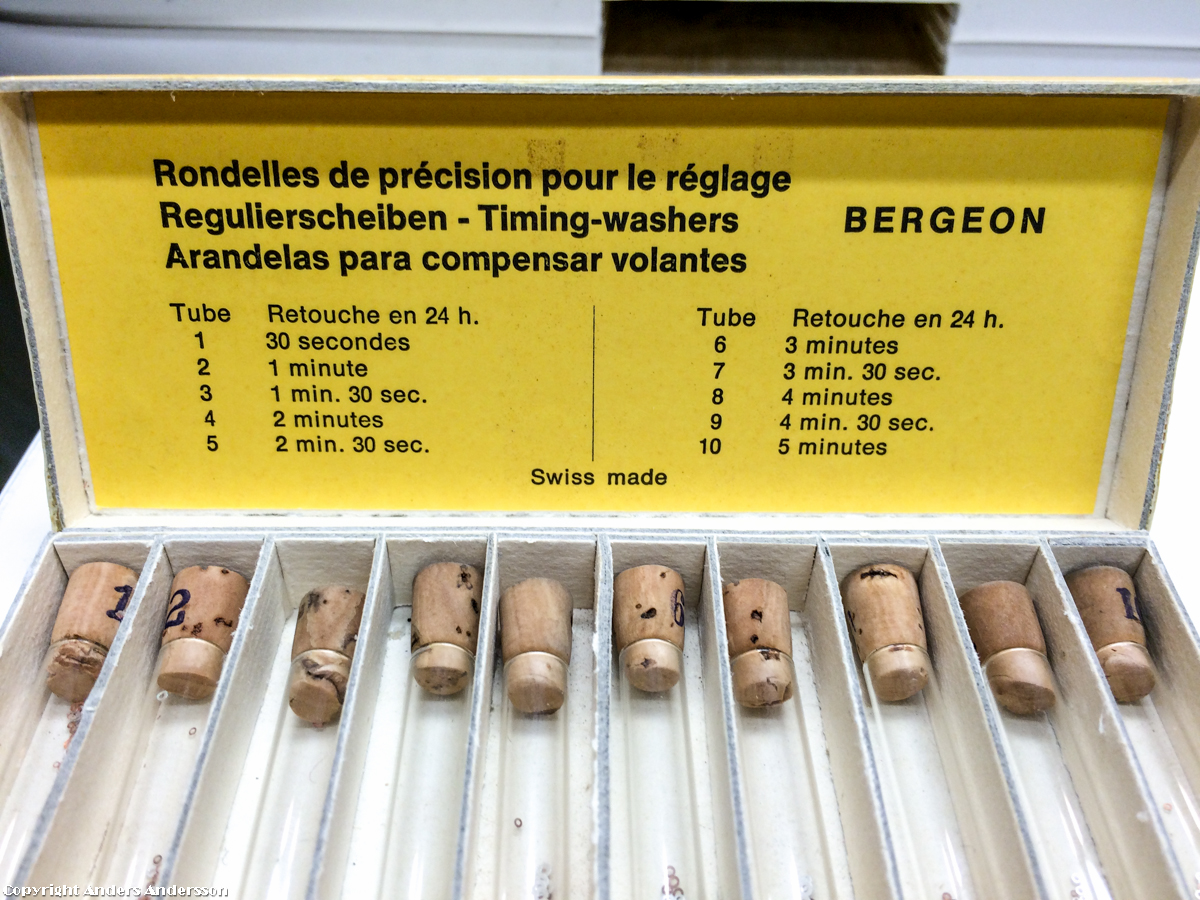 Rondelles de précision pour le réglage
Regulierscheiben - Timing-washers
Arandelas para compensar volantes
BERGEON
Tube Retouche en 24 h.
1 30 secondes
2 1 minute
3 1 min. 30 sec.
4 2 minutes
5 2 min. 30 sec.
Tube Retouche en 24 h.
6 3 minutes
7 3 min. 30 sec.
8 4 minutes
9 4 min. 30 sec.
10 5 minutes
Swiss made
1
2
6
Copyright Anders Andersson